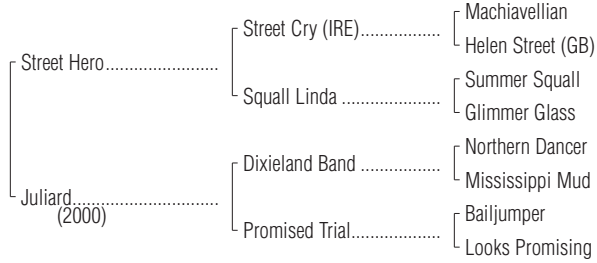 Machiavellian
Street Cry (IRE)..................
Helen Street (GB)
Street Hero.........................
Summer Squall
Squall Linda ......................
Glimmer Glass
Northern Dancer
Dixieland Band ..................
Mississippi Mud
Juliard................................
(2000)
Bailjumper
Promised Trial....................
Looks Promising